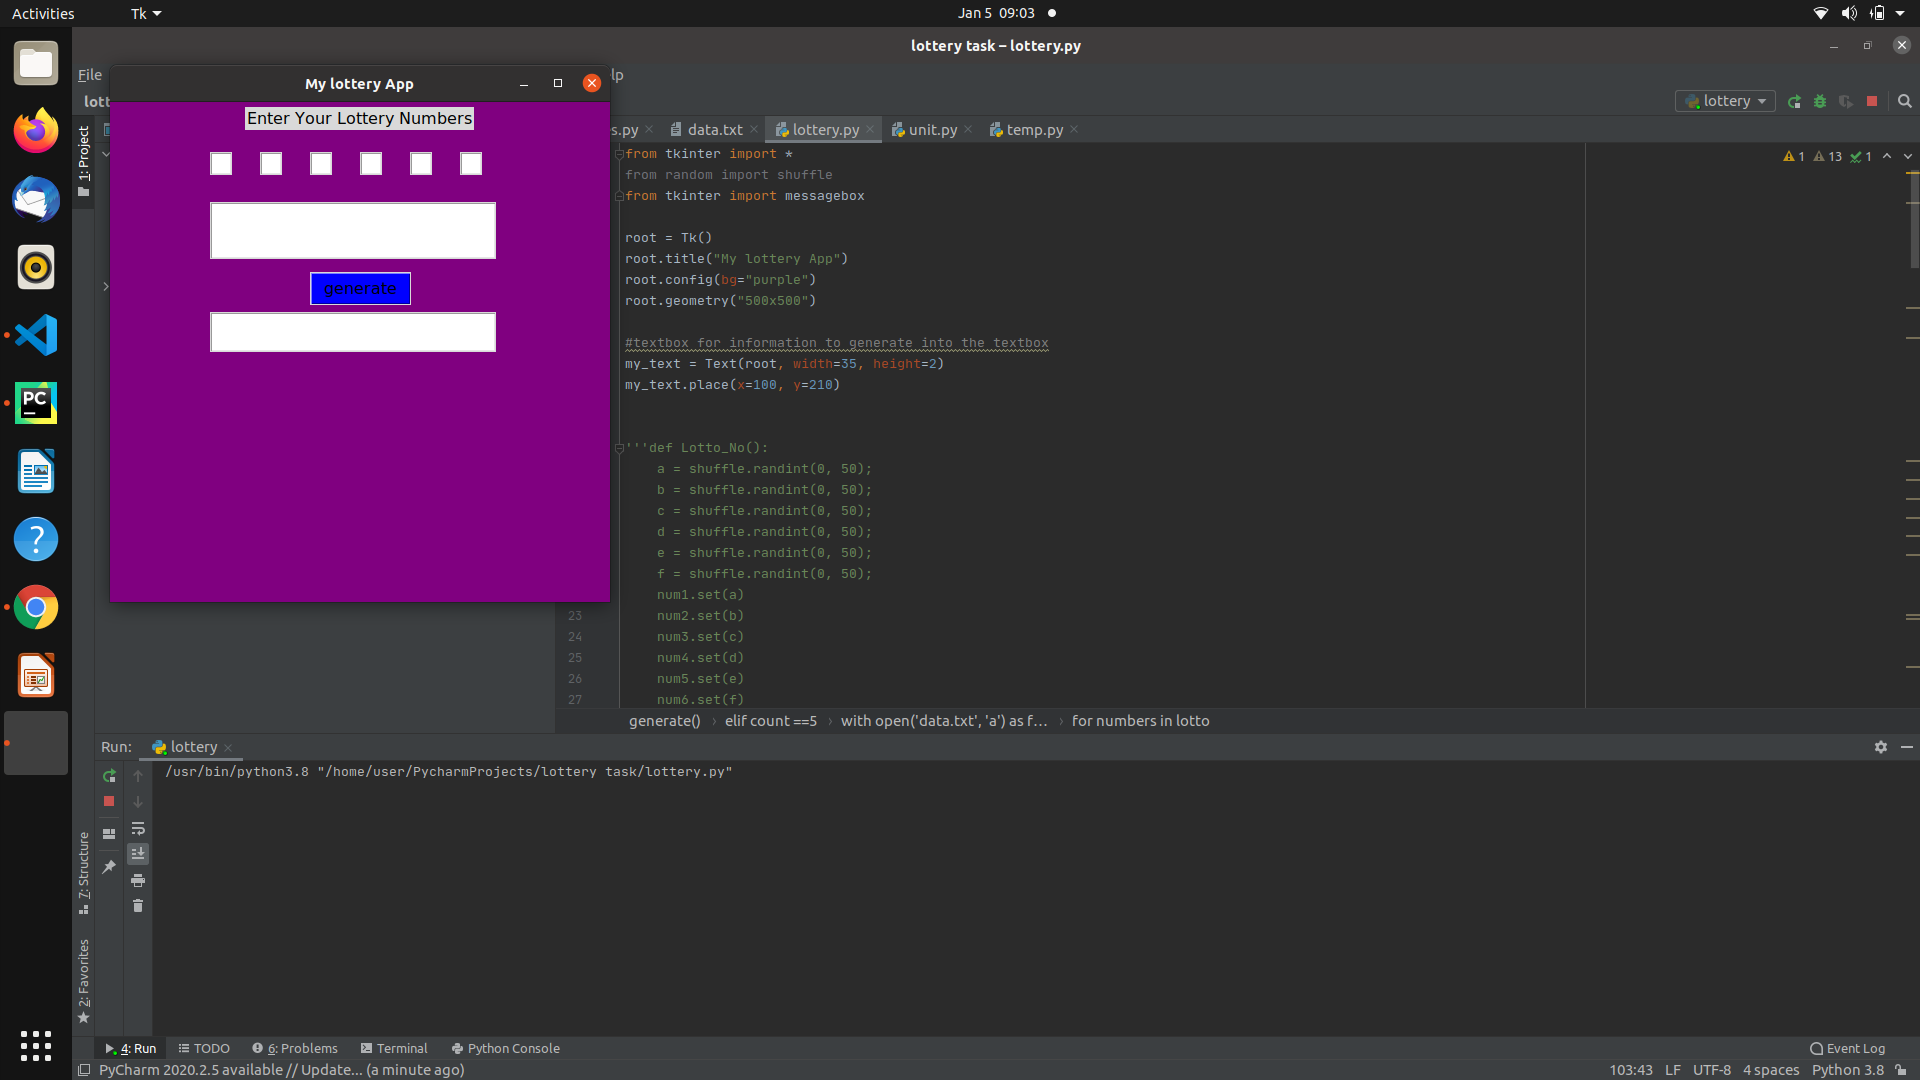 Activities
Tk
Jan 5 09:03
lottery task – lottery.py
File
lp
My lottery App
lott
lottery
Enter Your Lottery Numbers
generate
1: Project
s.py
data.txt
lottery.py
unit.py
temp.py
1
13
1
from tkinter import *
from random import shuffle
from tkinter import messagebox
root = Tk()
root.title("My lottery App")
root.config(bg="purple")
root.geometry("500x500")
#textbox for information to generate into the textbox
my_text = Text(root, width=35, height=2)
my_text.place(x=100, y=210)
'''def Lotto_No():
a = shuffle.randint(0, 50);
b = shuffle.randint(0, 50);
c = shuffle.randint(0, 50);
d = shuffle.randint(0, 50);
e = shuffle.randint(0, 50);
f = shuffle.randint(0, 50);
num1.set(a)
23 num2.set(b)
24 num3.set(c)
25 num4.set(d)
26 num5.set(e)
27 num6.set(f)
generate() › elif count ==5 › with open('data.txt', 'a') as f… › for numbers in lotto
Run:
lottery
/usr/bin/python3.8 "/home/user/PycharmProjects/lottery task/lottery.py"
PC
?
7: Structure
2: Favorites
4: Run
TODO
6: Problems
Terminal
Python Console
Event Log
PyCharm 2020.2.5 available // Update... (a minute ago)
103:43 LF UTF-8 4 spaces Python 3.8